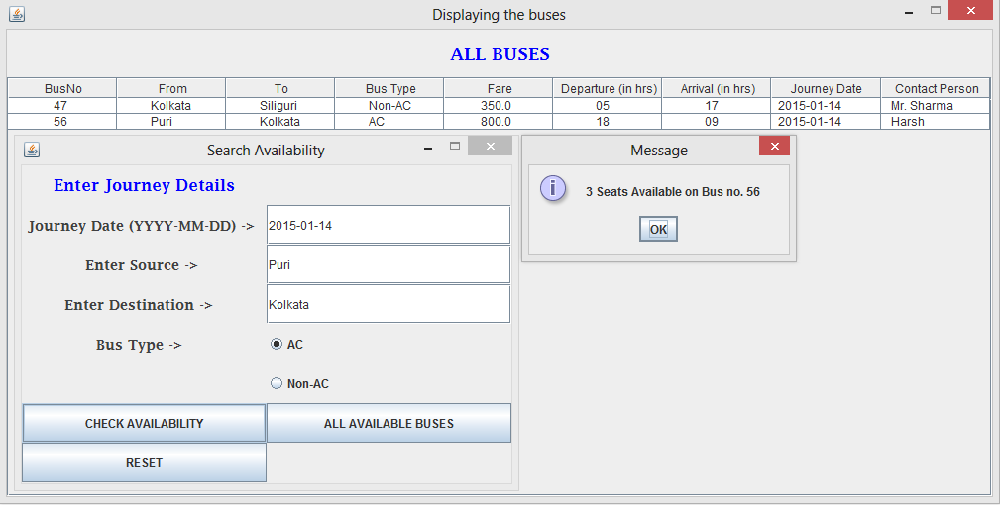 Displaying the buses
ALL BUSES
BusNo From To Bus Type Fare Departure (in hrs) Arrival (in hrs) Journey Date Contact Person
47 Kolkata Siliguri Non-AC 350.0 05 17 2015-01-14 Mr. Sharma
56 Puri Kolkata AC 800.0 18 09 2015-01-14 Harsh
Search Availability
Enter Journey Details
Journey Date (YYYY-MM-DD) -> 2015-01-14
Enter Source -> Puri
Enter Destination -> Kolkata
Bus Type -> AC
Non-AC
CHECK AVAILABILITY ALL AVAILABLE BUSES
RESET
Message
3 Seats Available on Bus no. 56
OK